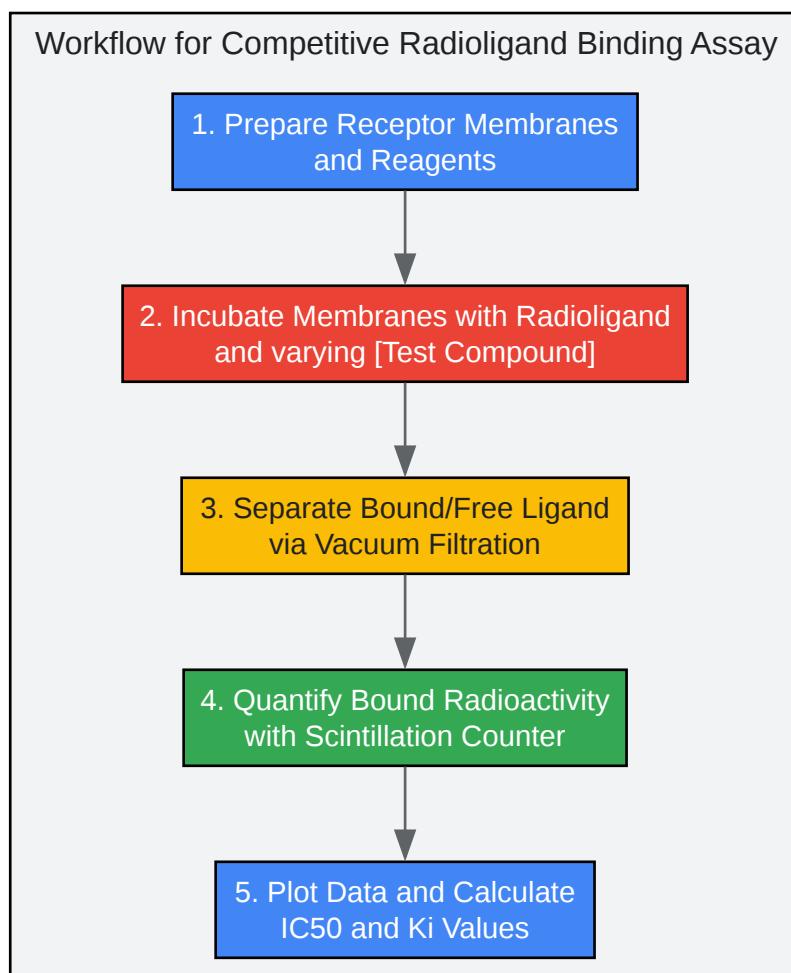 Workflow for Competitive Radioligand Binding Assay
1. Prepare Receptor Membranes
and Reagents
2. Incubate Membranes with Radioligand
and varying [Test Compound]
3. Separate Bound/Free Ligand
via Vacuum Filtration
4. Quantify Bound Radioactivity
with Scintillation Counter
5. Plot Data and Calculate
IC50 and Ki Values